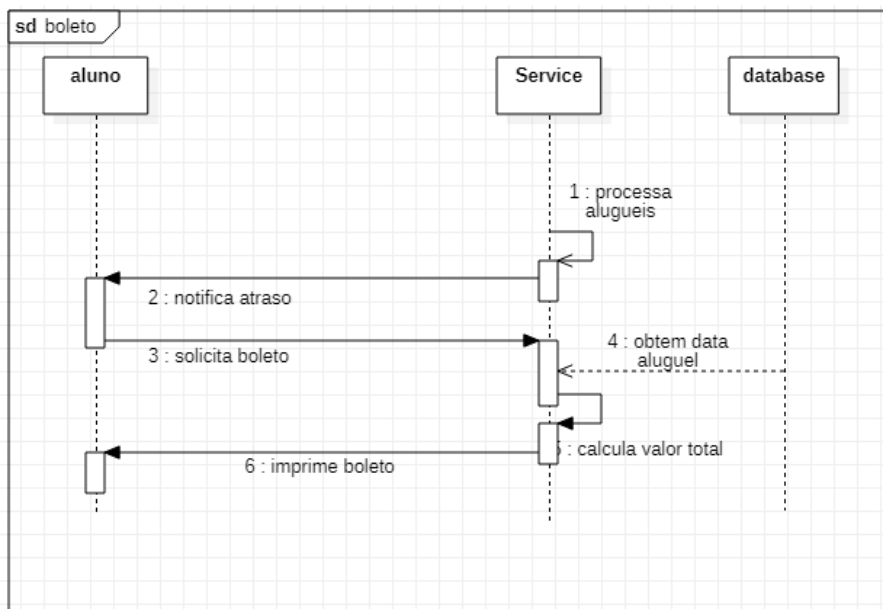 sd boleto
aluno
Service
database
1 : processa
alugueis
2 : notifica atraso
3 : solicita boleto
4 : obtem data
aluguel
: calcula valor total
6 : imprime boleto